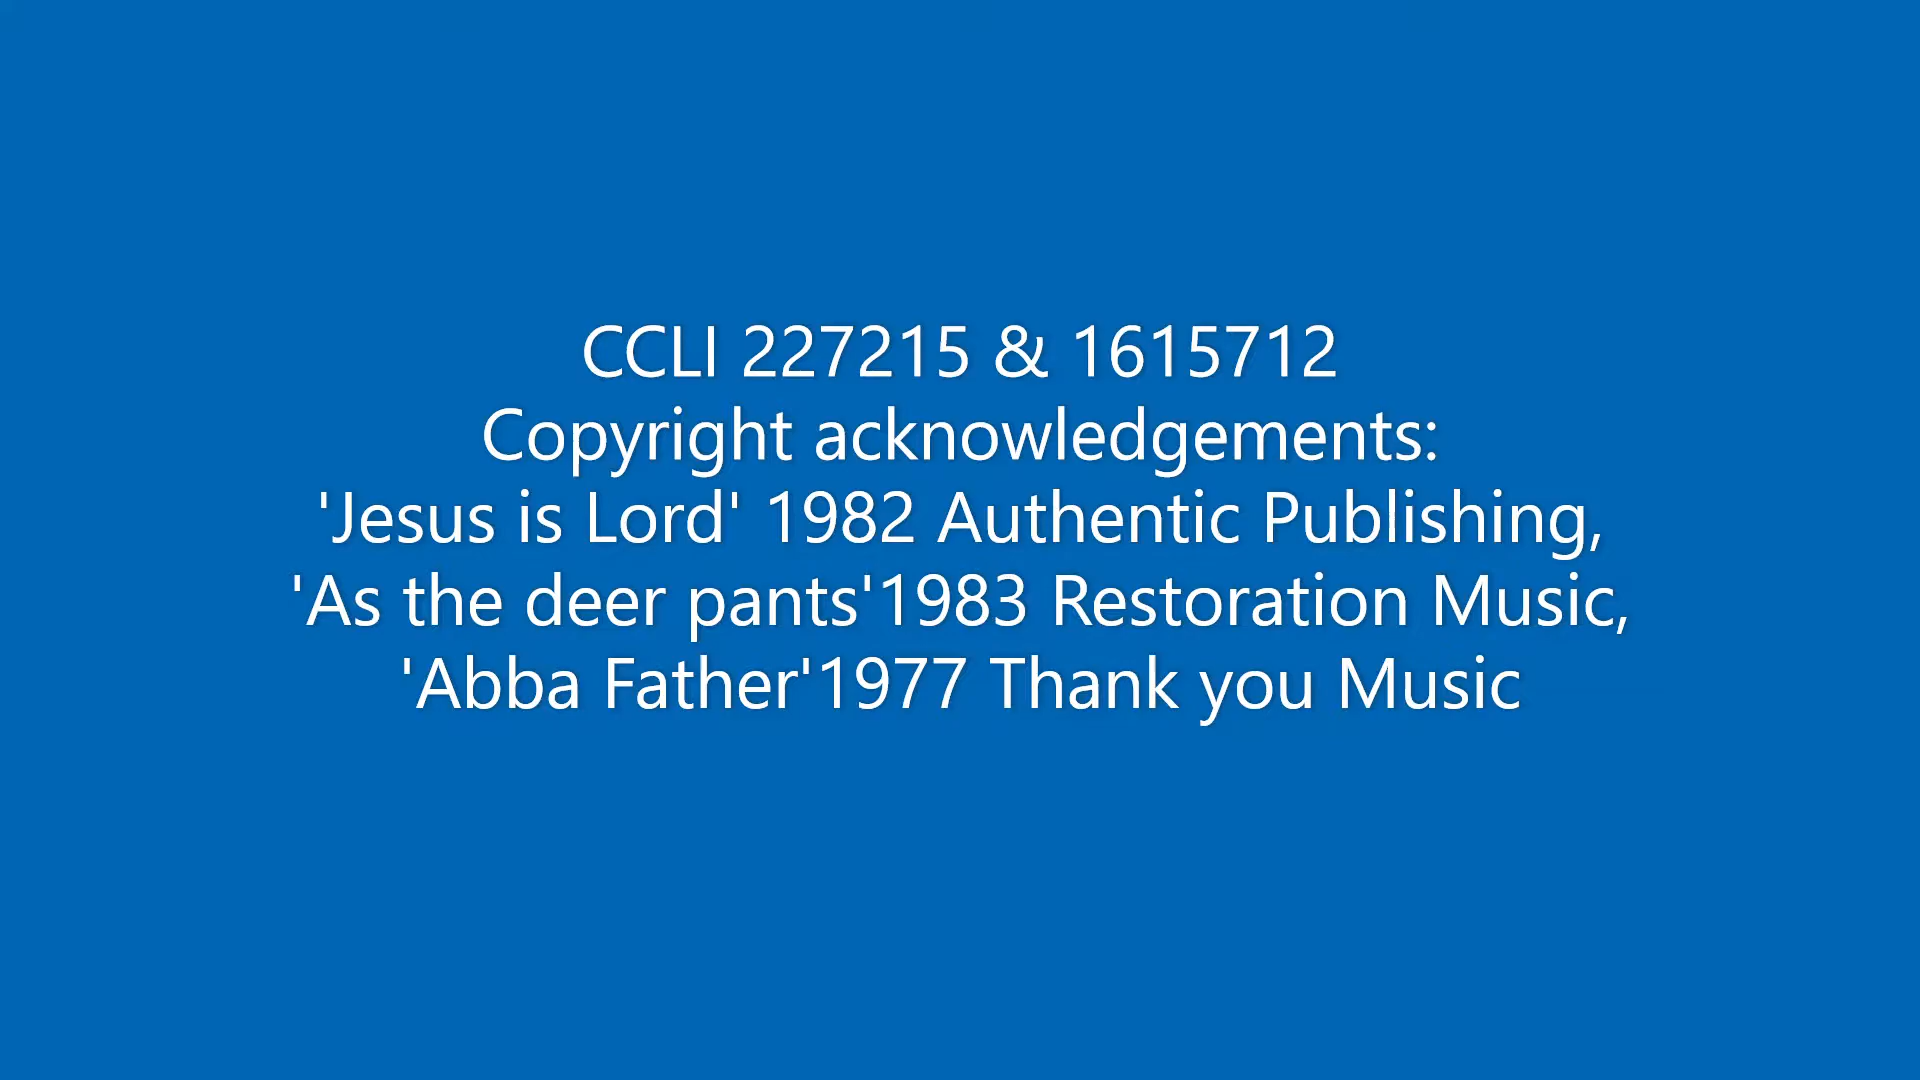 CCLI 227215 & 1615712
Copyright acknowledgements:
'Jesus is Lord' 1982 Authentic Publishing,
'As the deer pants'1983 Restoration Music,
'Abba Father'1977 Thank you Music